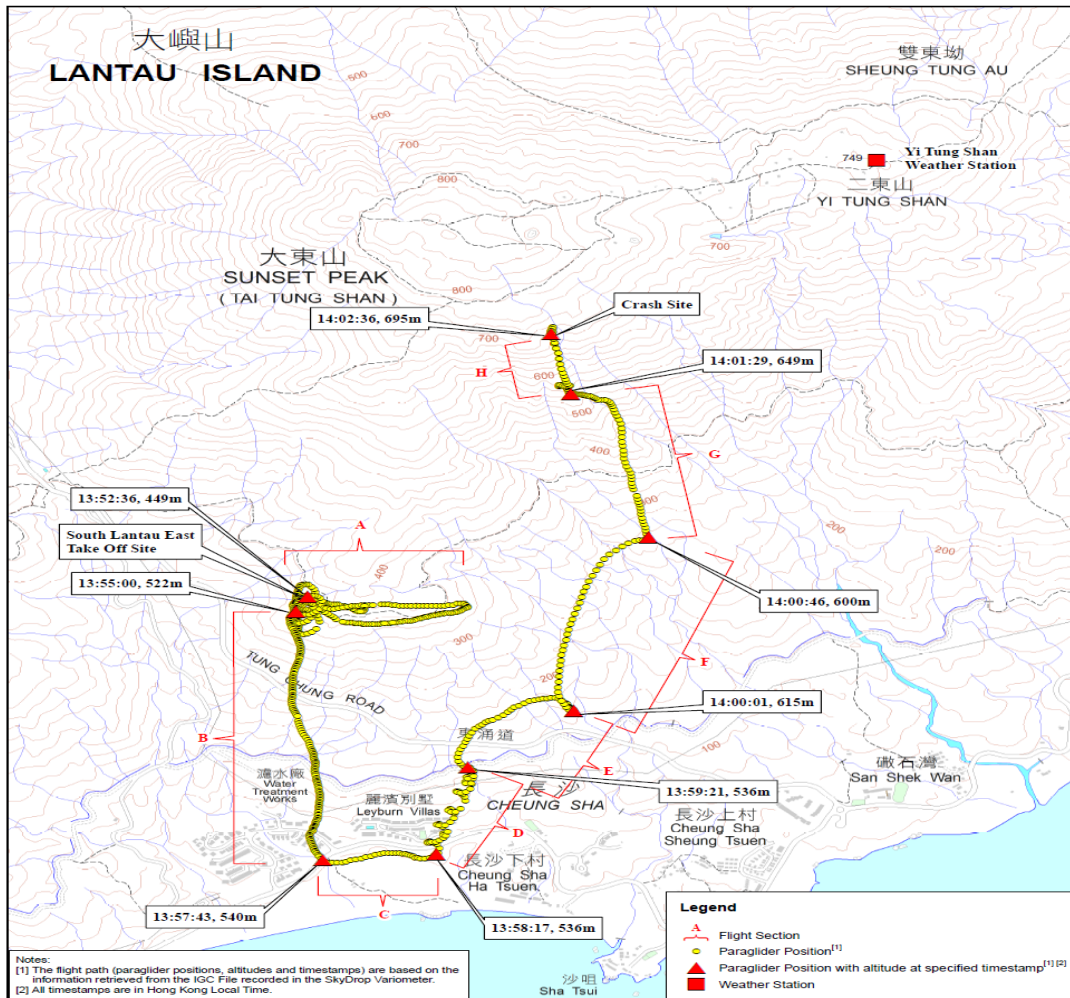 大嶼山
LANTAU ISLAND
雙東坳
SHEUNG TUNG AU
500
600
700
800
749
Yi Tung Shan
Weather Station
二東山
YI TUNG SHAN
700
大東山
SUNSET PEAK
( TAI TUNG SHAN )
800
Crash Site
14:02:36, 695m
700
H
600
14:01:29, 649m
500
400
G
13:52:36, 449m
South Lantau East
Take Off Site
13:55:00, 522m
A
400
200
200
14:00:46, 600m
300
TUNG CHUNG ROAD
200
F
14:00:01, 615m
B
東涌道
100
E
濾水廠
Water
Treatment
Works
麗濱別墅
Leyburn Villas
長沙
CHEUNG SHA
13:59:21, 536m
磡石灣
San Shek Wan
D
長沙上村
Cheung Sha
Sheung Tsuen
長沙下村
Cheung Sha
Ha Tsuen
C
13:57:43, 540m
13:58:17, 536m
沙咀
Sha Tsui
Legend
A Flight Section
Paraglider Position[1]
Paraglider Position with altitude at specified timestamp[1] [2]
Weather Station
Notes:
[1] The flight path (paraglider positions, altitudes and timestamps) are based on the
information retrieved from the IGC File recorded in the SkyDrop Variometer.
[2] All timestamps are in Hong Kong Local Time.